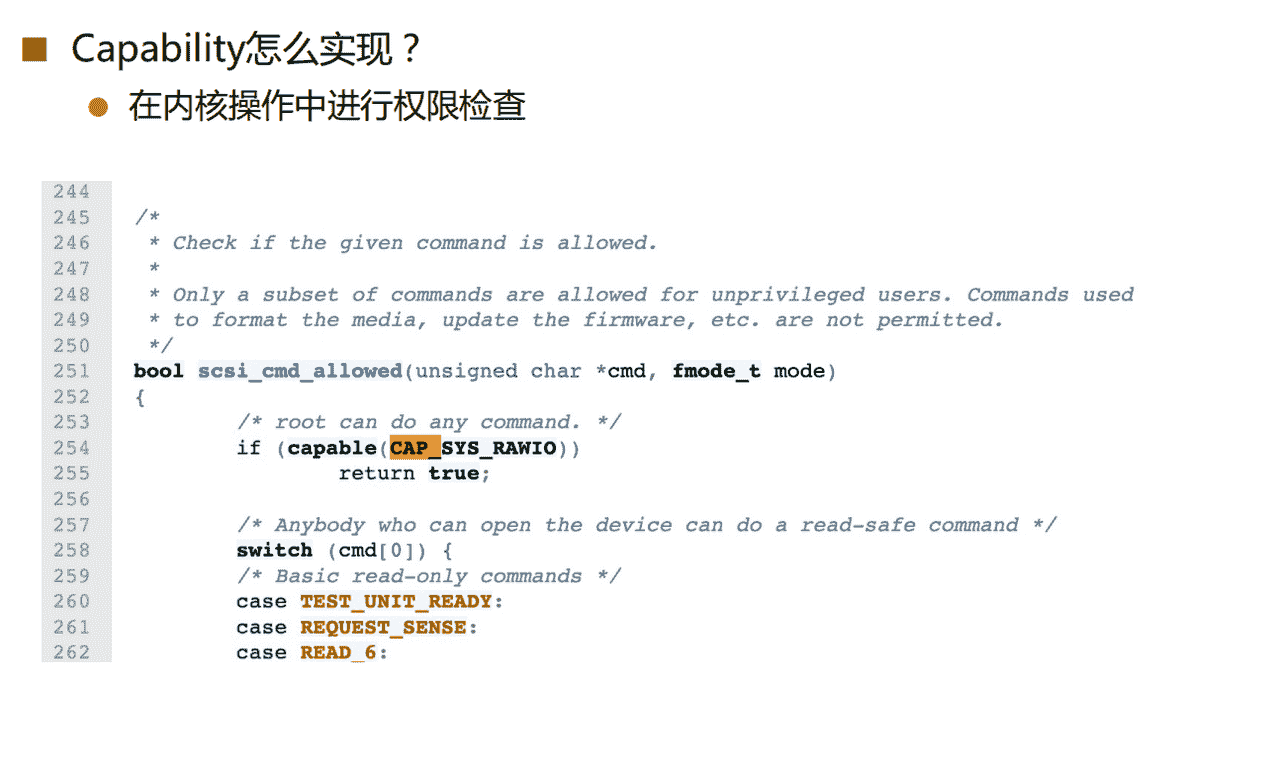 Capability怎么实现？
在内核操作中进行权限检查
244
245 /*
246 * Check if the given command is allowed.
247 *
248 * Only a subset of commands are allowed for unprivileged users. Commands used
249 * to format the media, update the firmware, etc. are not permitted.
250 */
251 bool scsi_cmd_allowed(unsigned char *cmd, fmode_t mode)
252 {
253 /* root can do any command. */
254 if (capable(CAP_SYS_RAWIO))
255 return true;
256
257 /* Anybody who can open the device can do a read-safe command */
258 switch (cmd[0]) {
259 /* Basic read-only commands */
260 case TEST_UNIT_READY:
261 case REQUEST_SENSE:
262 case READ_6: